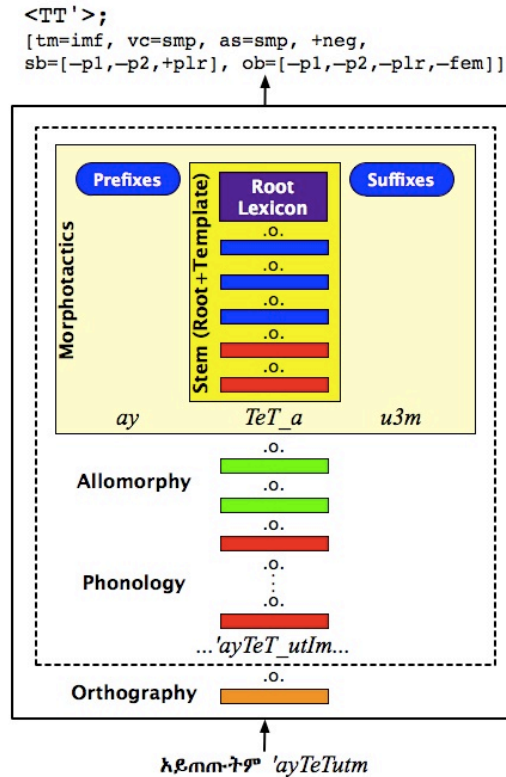 <TT'>;
[tm=imf, vc=smp, as=smp, +neg,
sb=[–p1,–p2,+plr], ob=[–p1,–p2,–plr,–fem]]
Prefixes
Root
Lexicon
Suffixes
Morphotactics
Stem (Root+Template)
.o.
.o.
.o.
.o.
.o.
ay
TeT_a
u3m
.o.
Allomorphy
.o.
.o.
.o.
Phonology
.o.
...'ayTeT_utIm...
.o.
Orthography
አይጠጡትም 'ayTeTutm